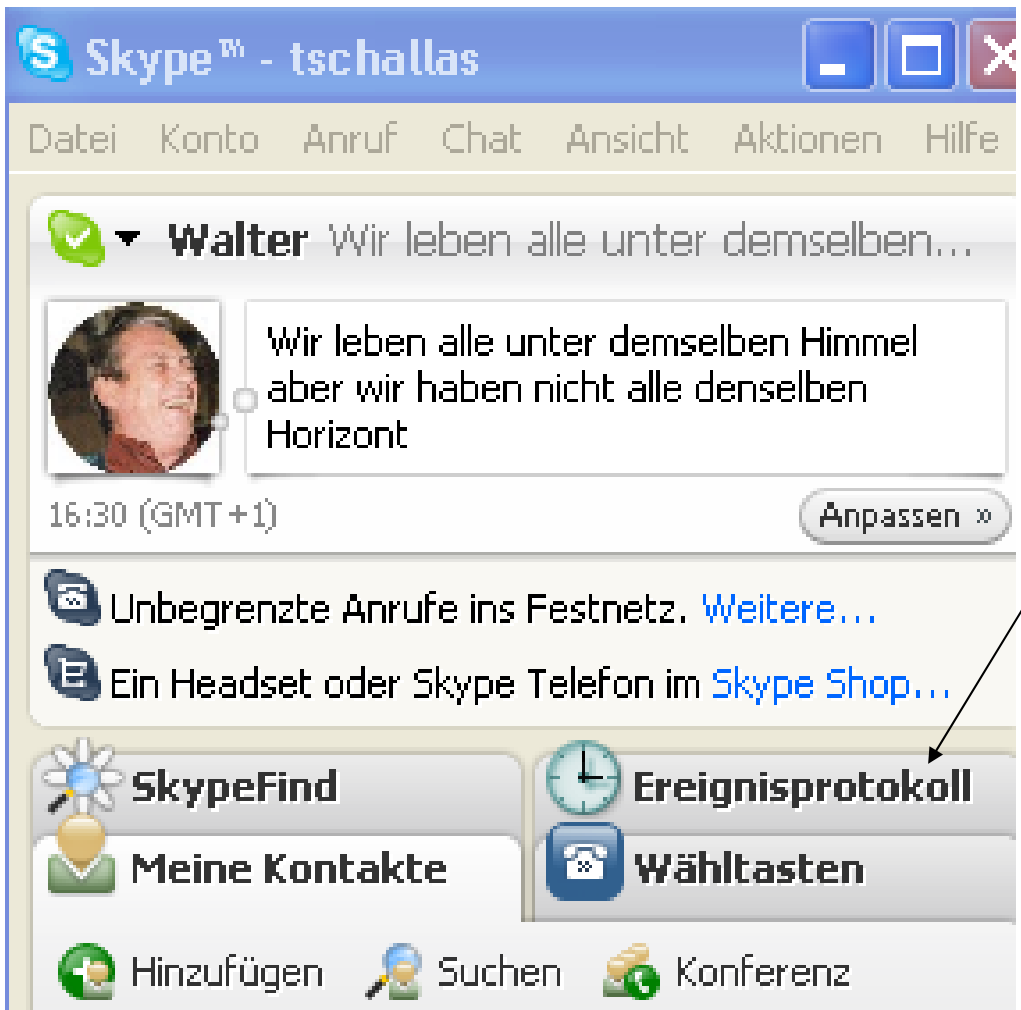 Skype™ - tschallas
Datei Konto Anruf Chat Ansicht Aktionen Hilfe
Walter Wir leben alle unter demselben...
Wir leben alle unter demselben Himmel
aber wir haben nicht alle denselben
Horizont
16:30 (GMT+1)
Anpassen »
Unbegrenzte Anrufe ins Festnetz. Weitere...
Ein Headset oder Skype Telefon im Skype Shop...
SkypeFind
Ereignisprotokoll
Meine Kontakte
Wähltasten
Hinzufügen Suchen Konferenz